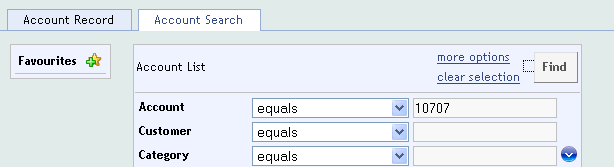 Account Record Account Search
Favourites
more options
Account List Find
clear selection
Account equals 10707
Customer equals
Category equals